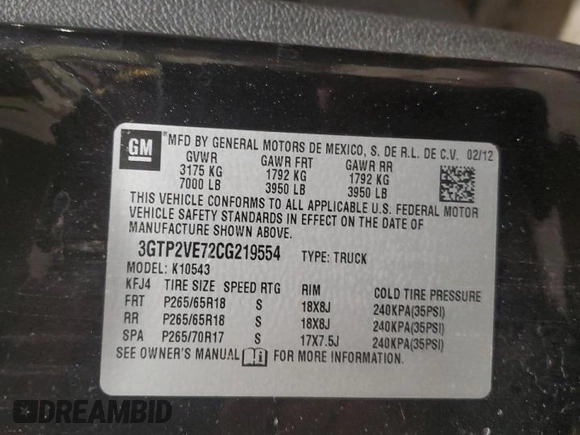 GM ® MFD BY GENERAL MOTORS DE MEXICO, S. DE R.L. DE C.V. 02/12
GVWR GAWR FRT GAWR RR
3175 KG 1792 KG 1792 KG
7000 LB 3950 LB 3950 LB
THIS VEHICLE CONFORMS TO ALL APPLICABLE U.S. FEDERAL MOTOR
VEHICLE SAFETY STANDARDS IN EFFECT ON THE DATE OF
MANUFACTURE SHOWN ABOVE.
3GTP2VE72CG219554 TYPE: TRUCK
MODEL: K10543
KFJ4 TIRE SIZE SPEED RTG RIM COLD TIRE PRESSURE
FRT P265/65R18 S 18X8J 240KPA(35PSI)
RR P265/65R18 S 18X8J 240KPA(35PSI)
SPA P265/70R17 S 17X7.5J 240KPA(35PSI)
SEE OWNER'S MANUAL FOR MORE INFORMATION.
DREAMBID